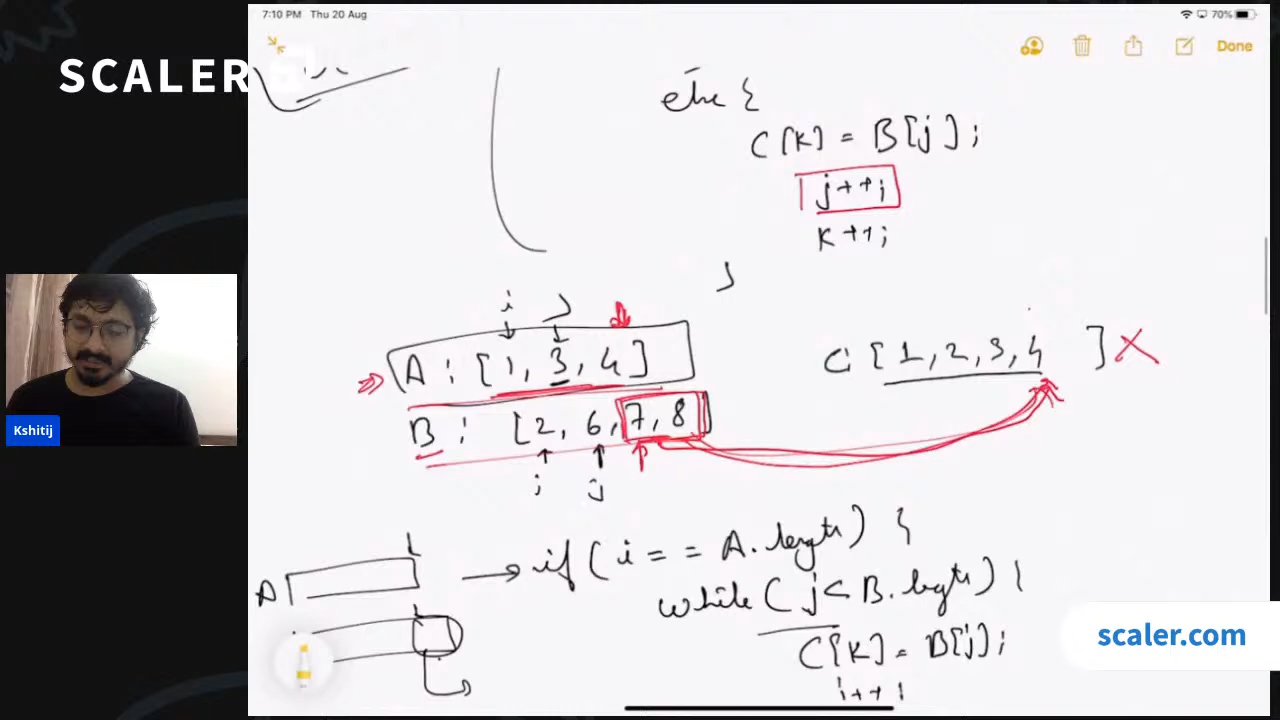 7:10 PM Thu 20 Aug
70%
Done
SCALER
else {
C[K] = B[j];
j++;
K++;
}
i
A : [1, 3, 4]
C [1, 2, 3, 4 ] X
B : [2, 6, 7, 8]
j
Kshitij
if (i == A.length) {
A
while (j < B.length) {
C[K] = B[j];
scaler.com